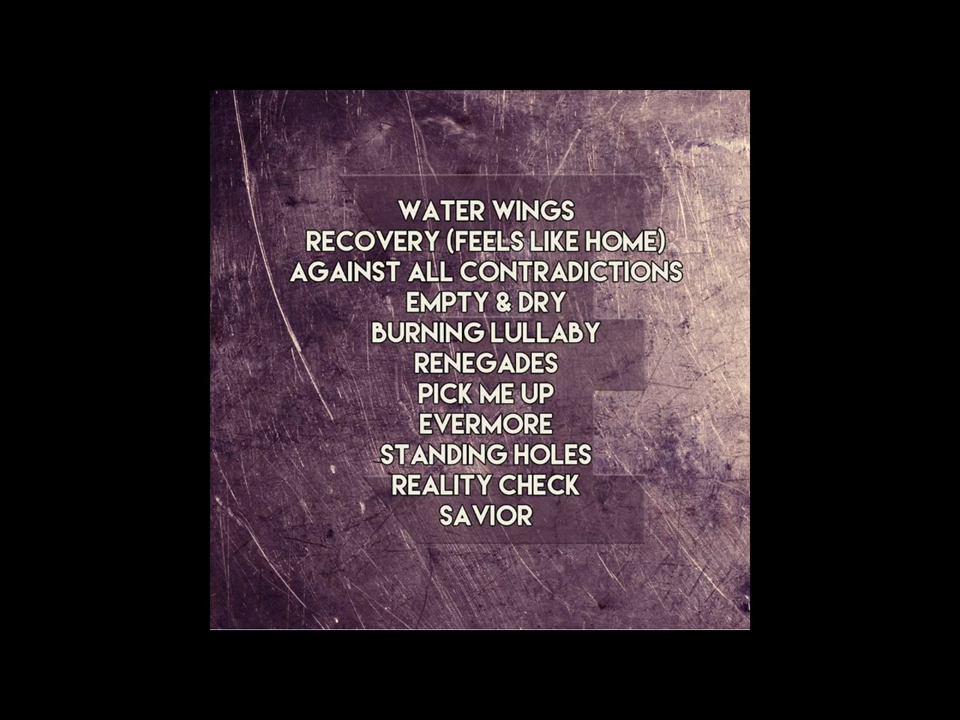 WATER WINGS
RECOVERY (FEELS LIKE HOME)
AGAINST ALL CONTRADICTIONS
EMPTY & DRY
BURNING LULLABY
RENEGADES
PICK ME UP
EVERMORE
STANDING HOLES
REALITY CHECK
SAVIOR